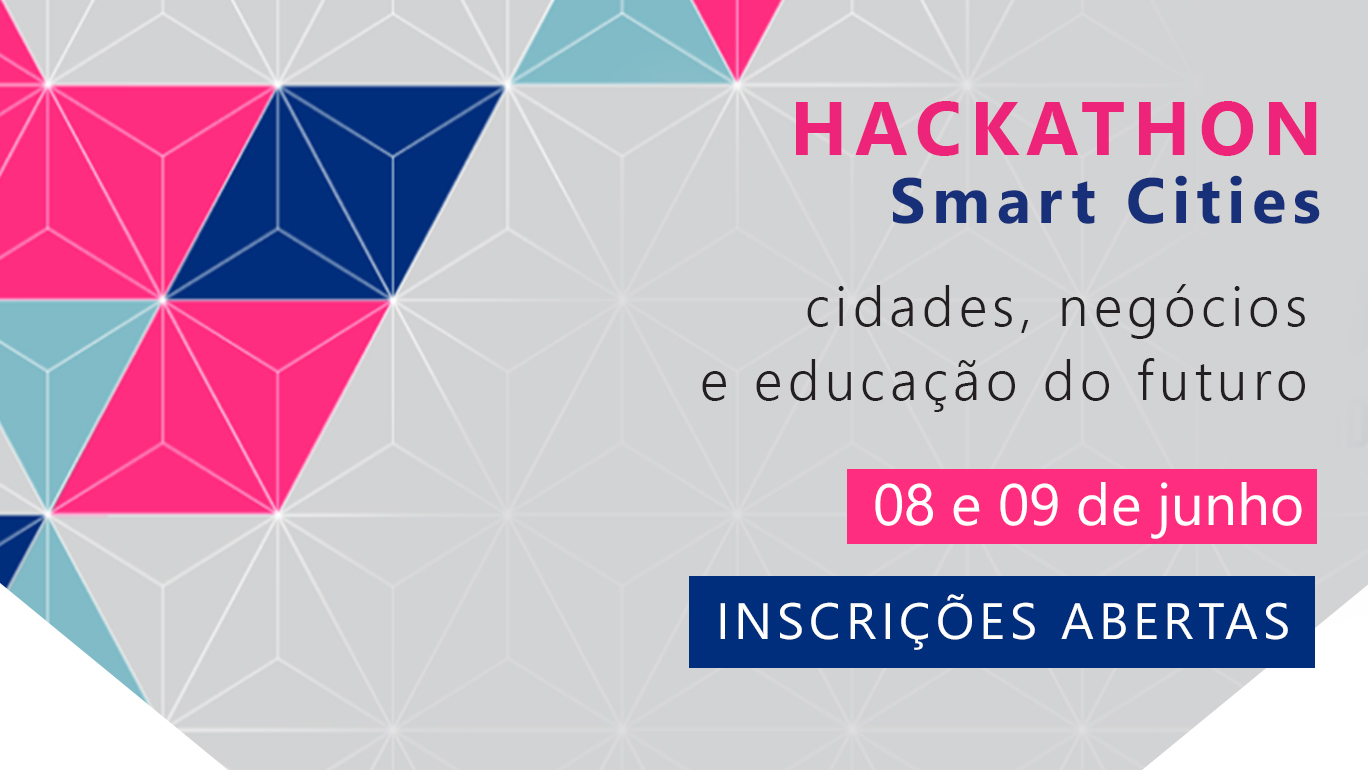 HACKATHON
Smart Cities
cidades, negócios
e educação do futuro
08 e 09 de junho
INSCRIÇÕES ABERTAS